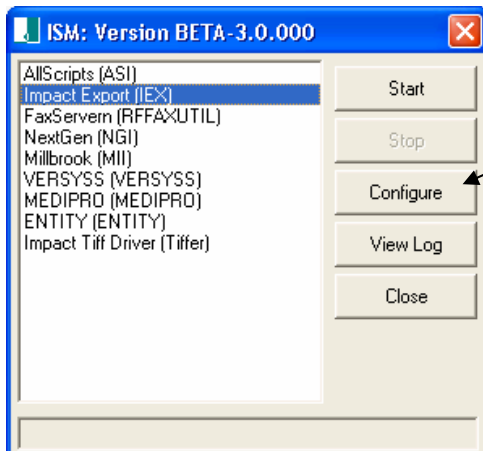 ISM: Version BETA-3.0.000
AllScripts (ASI)
Impact Export (IEX)
FaxServern (RFFAXUTIL)
NextGen (NGI)
Millbrook (MII)
VERSYSS (VERSYSS)
MEDIPRO (MEDIPRO)
ENTITY (ENTITY)
Impact Tiff Driver (Tiffer)
Start
Stop
Configure
View Log
Close